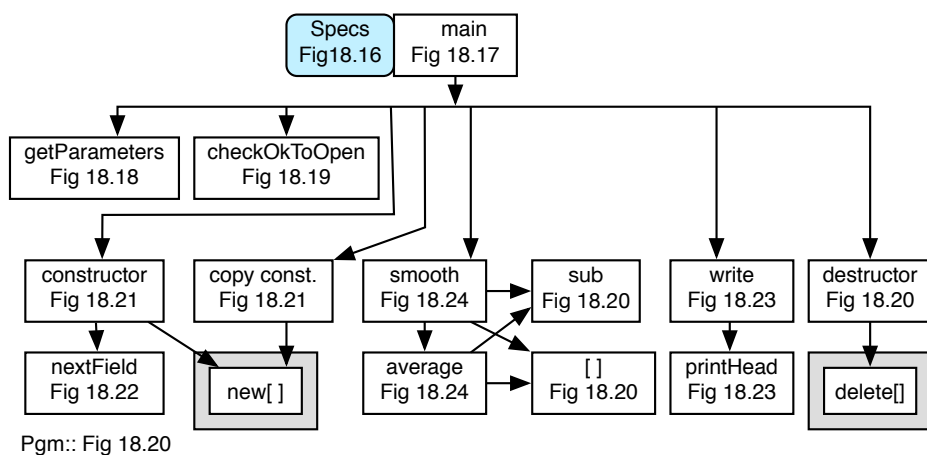 Specs
Fig18.16
main
Fig 18.17
getParameters
Fig 18.18
checkOkToOpen
Fig 18.19
constructor
Fig 18.21
copy const.
Fig 18.21
smooth
Fig 18.24
sub
Fig 18.20
write
Fig 18.23
destructor
Fig 18.20
nextField
Fig 18.22
new[ ]
average
Fig 18.24
[ ]
Fig 18.20
printHead
Fig 18.23
delete[]
Pgm:: Fig 18.20